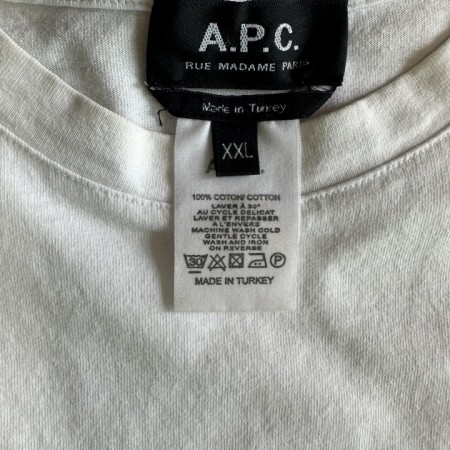 A.P.C.
RUE MADAME PARIS
Made in Turkey
XXL
100% COTON/ COTTON
LAVER À 30°
AU CYCLE DELICAT
LAVER ET REPASSER
A L'ENVERS
MACHINE WASH COLD
GENTLE CYCLE
WASH AND IRON
ON REVERSE
30 P
MADE IN TURKEY